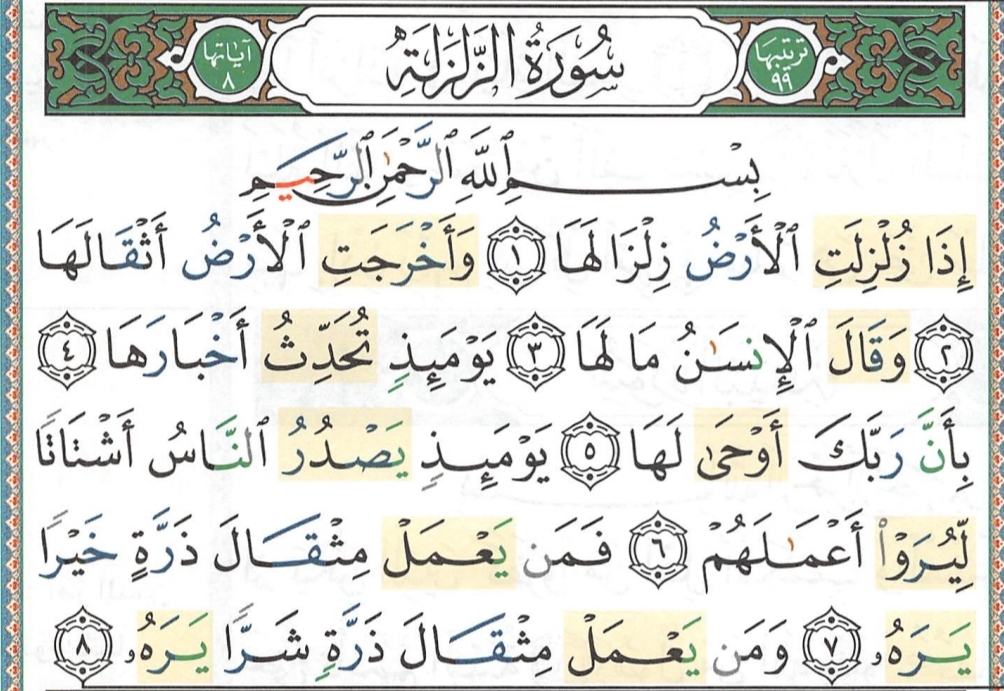 ترتيبها ٩٩ سُورَةُ الزَّلْزَلَةِ آياتها ٨
بِسْمِ ٱللَّهِ ٱلرَّحْمَٰنِ ٱلرَّحِيمِ
إِذَا زُلْزِلَتِ ٱلْأَرْضُ زِلْزَالَهَا ١ وَأَخْرَجَتِ ٱلْأَرْضُ أَثْقَالَهَا
٢ وَقَالَ ٱلْإِنسَٰنُ مَا لَهَا ٣ يَوْمَئِذٍ تُحَدِّثُ أَخْبَارَهَا ٤
بِأَنَّ رَبَّكَ أَوْحَىٰ لَهَا ٥ يَوْمَئِذٍ يَصْدُرُ ٱلنَّاسُ أَشْتَاتًا
لِّيُرَوْا۟ أَعْمَٰلَهُمْ ٦ فَمَن يَعْمَلْ مِثْقَالَ ذَرَّةٍ خَيْرًا
يَرَهُۥ ٧ وَمَن يَعْمَلْ مِثْقَالَ ذَرَّةٍ شَرًّا يَرَهُۥ ٨